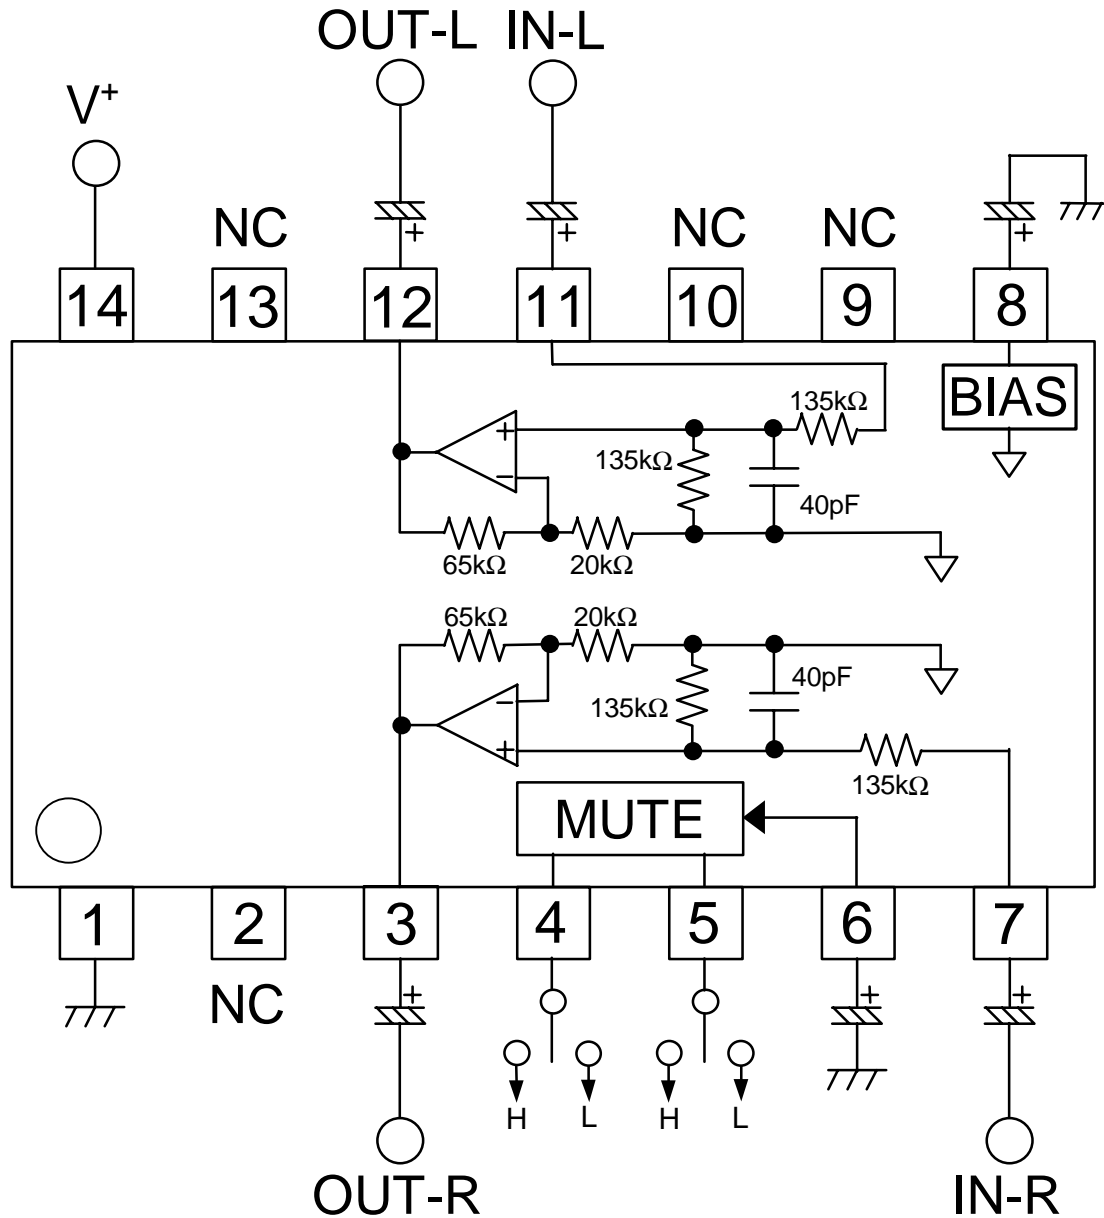 OUT-L IN-L
V+
NC NC NC
+ + +
14 13 12 11 10 9 8
BIAS
135kΩ
+
135kΩ
−
40pF
65kΩ 20kΩ
65kΩ 20kΩ
40pF
−
135kΩ
+
135kΩ
MUTE
1 2 3 4 5 6 7
NC
+ + +
H L H L
OUT-R IN-R